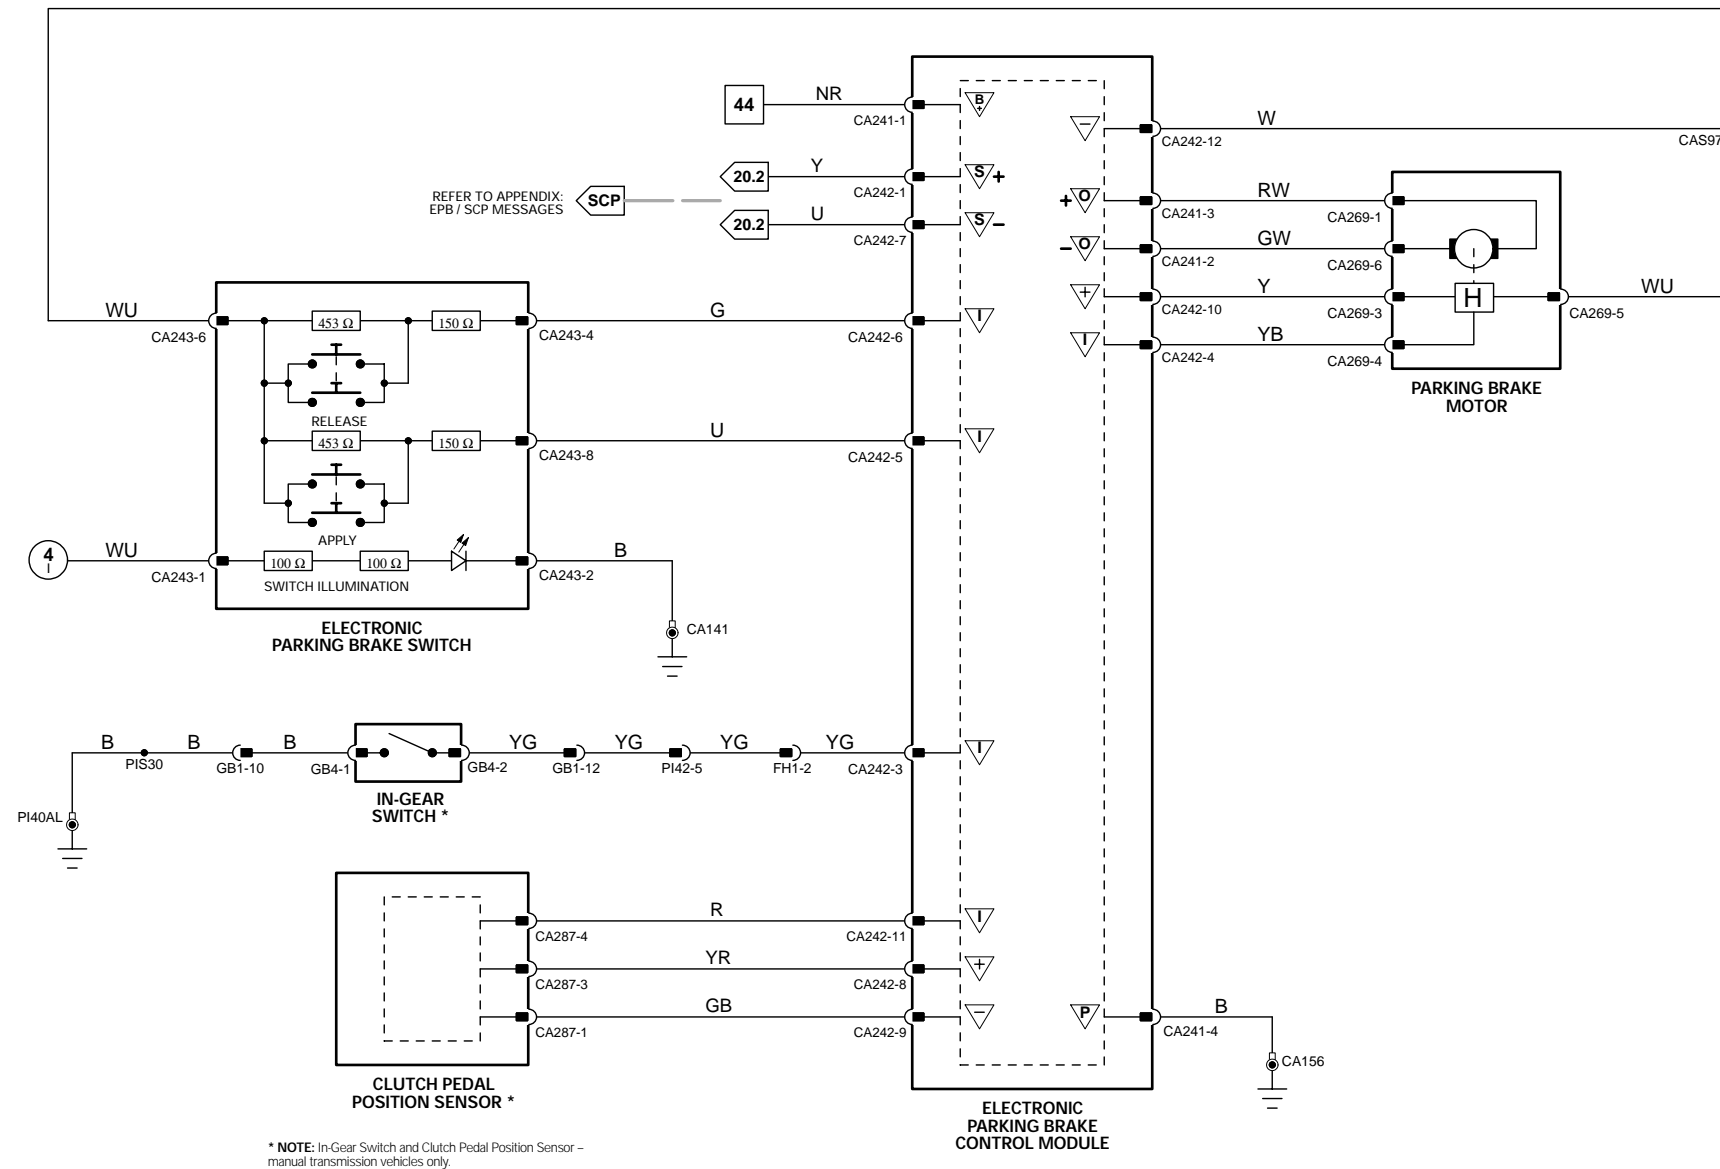 44
NR
CA241-1
B+
20.2
Y
CA242-1
S +
REFER TO APPENDIX:
EPB / SCP MESSAGES
SCP
20.2
U
CA242-7
S –
–
CA242-12
W
CAS97
+ O
CA241-3
RW
CA269-1
– O
CA241-2
GW
CA269-6
+
CA242-10
Y
CA269-3
H
CA269-5
WU
I
CA242-4
YB
CA269-4
PARKING BRAKE
MOTOR
WU
CA243-6
453 Ω
150 Ω
CA243-4
G
CA242-6
I
RELEASE
453 Ω
150 Ω
CA243-8
U
CA242-5
I
APPLY
4
I
WU
CA243-1
100 Ω
100 Ω
CA243-2
B
SWITCH ILLUMINATION
CA141
ELECTRONIC
PARKING BRAKE SWITCH
B
B
B
YG
YG
YG
YG
PIS30
GB1-10
GB4-1
GB4-2
GB1-12
PI42-5
FH1-2
CA242-3
I
IN-GEAR
SWITCH *
PI40AL
R
CA287-4
CA242-11
I
YR
CA287-3
CA242-8
+
GB
CA287-1
CA242-9
–
P
B
CA241-4
CA156
CLUTCH PEDAL
POSITION SENSOR *
ELECTRONIC
PARKING BRAKE
CONTROL MODULE
* NOTE: In-Gear Switch and Clutch Pedal Position Sensor –
manual transmission vehicles only.